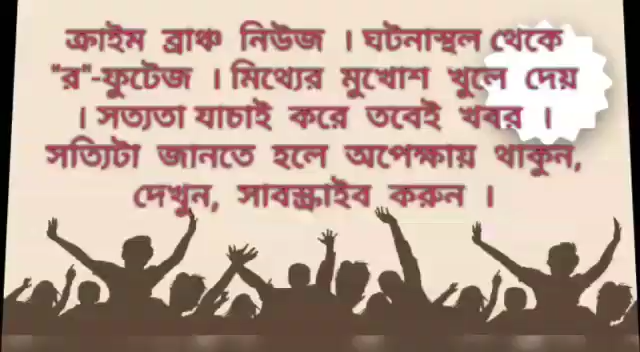 ক্রাইম ব্রাঞ্চ নিউজ । ঘটনাস্থল থেকে
"র"-ফুটেজ । মিথ্যের মুখোশ খুলে দেয়
। সত্যতা যাচাই করে তবেই খবর ।
সত্যিটা জানতে হলে অপেক্ষায় থাকুন,
দেখুন, সাবস্ক্রাইব করুন ।